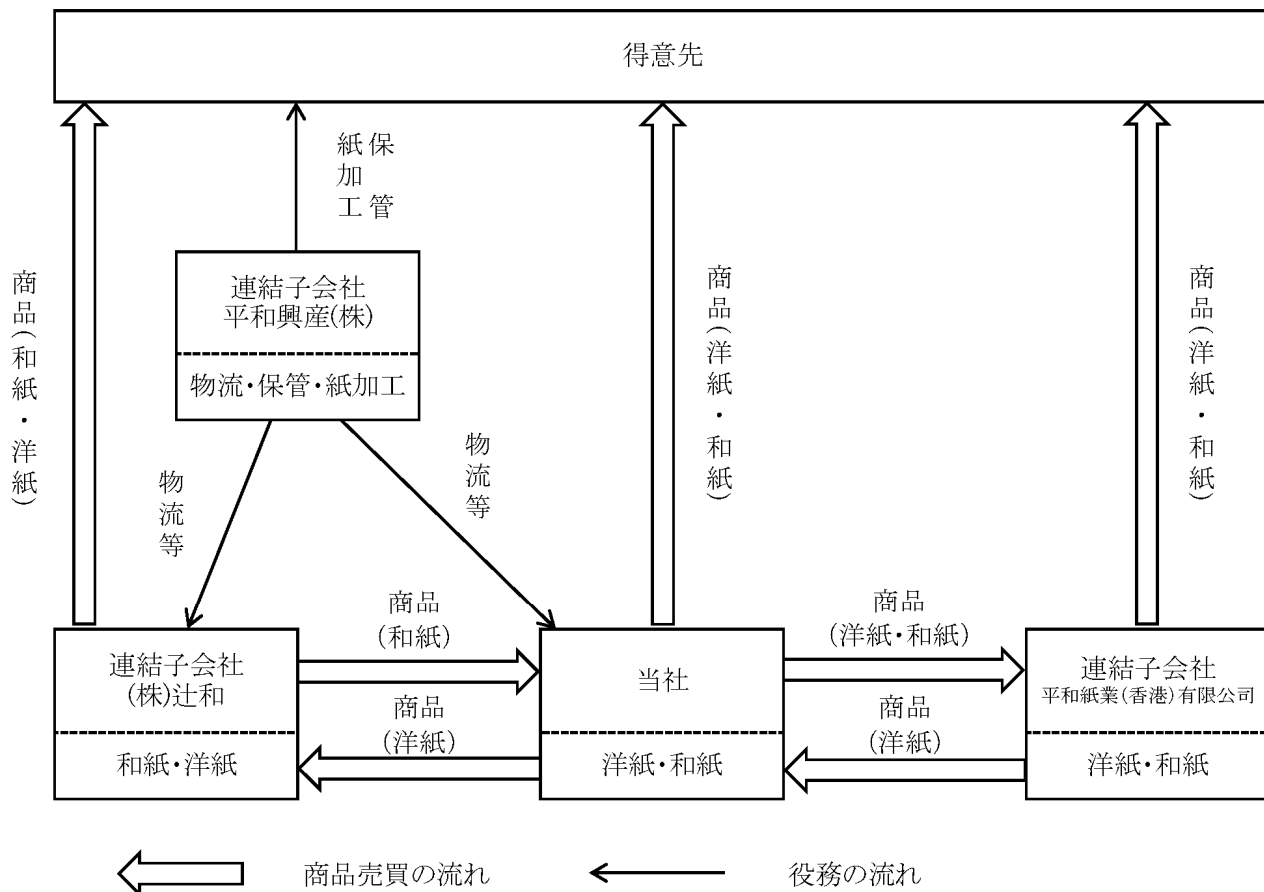 得意先
商品(和紙・洋紙)
保管
紙加工
連結子会社
平和興産(株)
物流・保管・紙加工
物流等
物流等
商品(洋紙・和紙)
商品(洋紙・和紙)
連結子会社
(株)辻和
和紙・洋紙
商品
(和紙)
商品
(洋紙)
当社
洋紙・和紙
商品
(洋紙・和紙)
商品
(洋紙)
連結子会社
平和紙業(香港)有限公司
洋紙・和紙
商品売買の流れ
役務の流れ